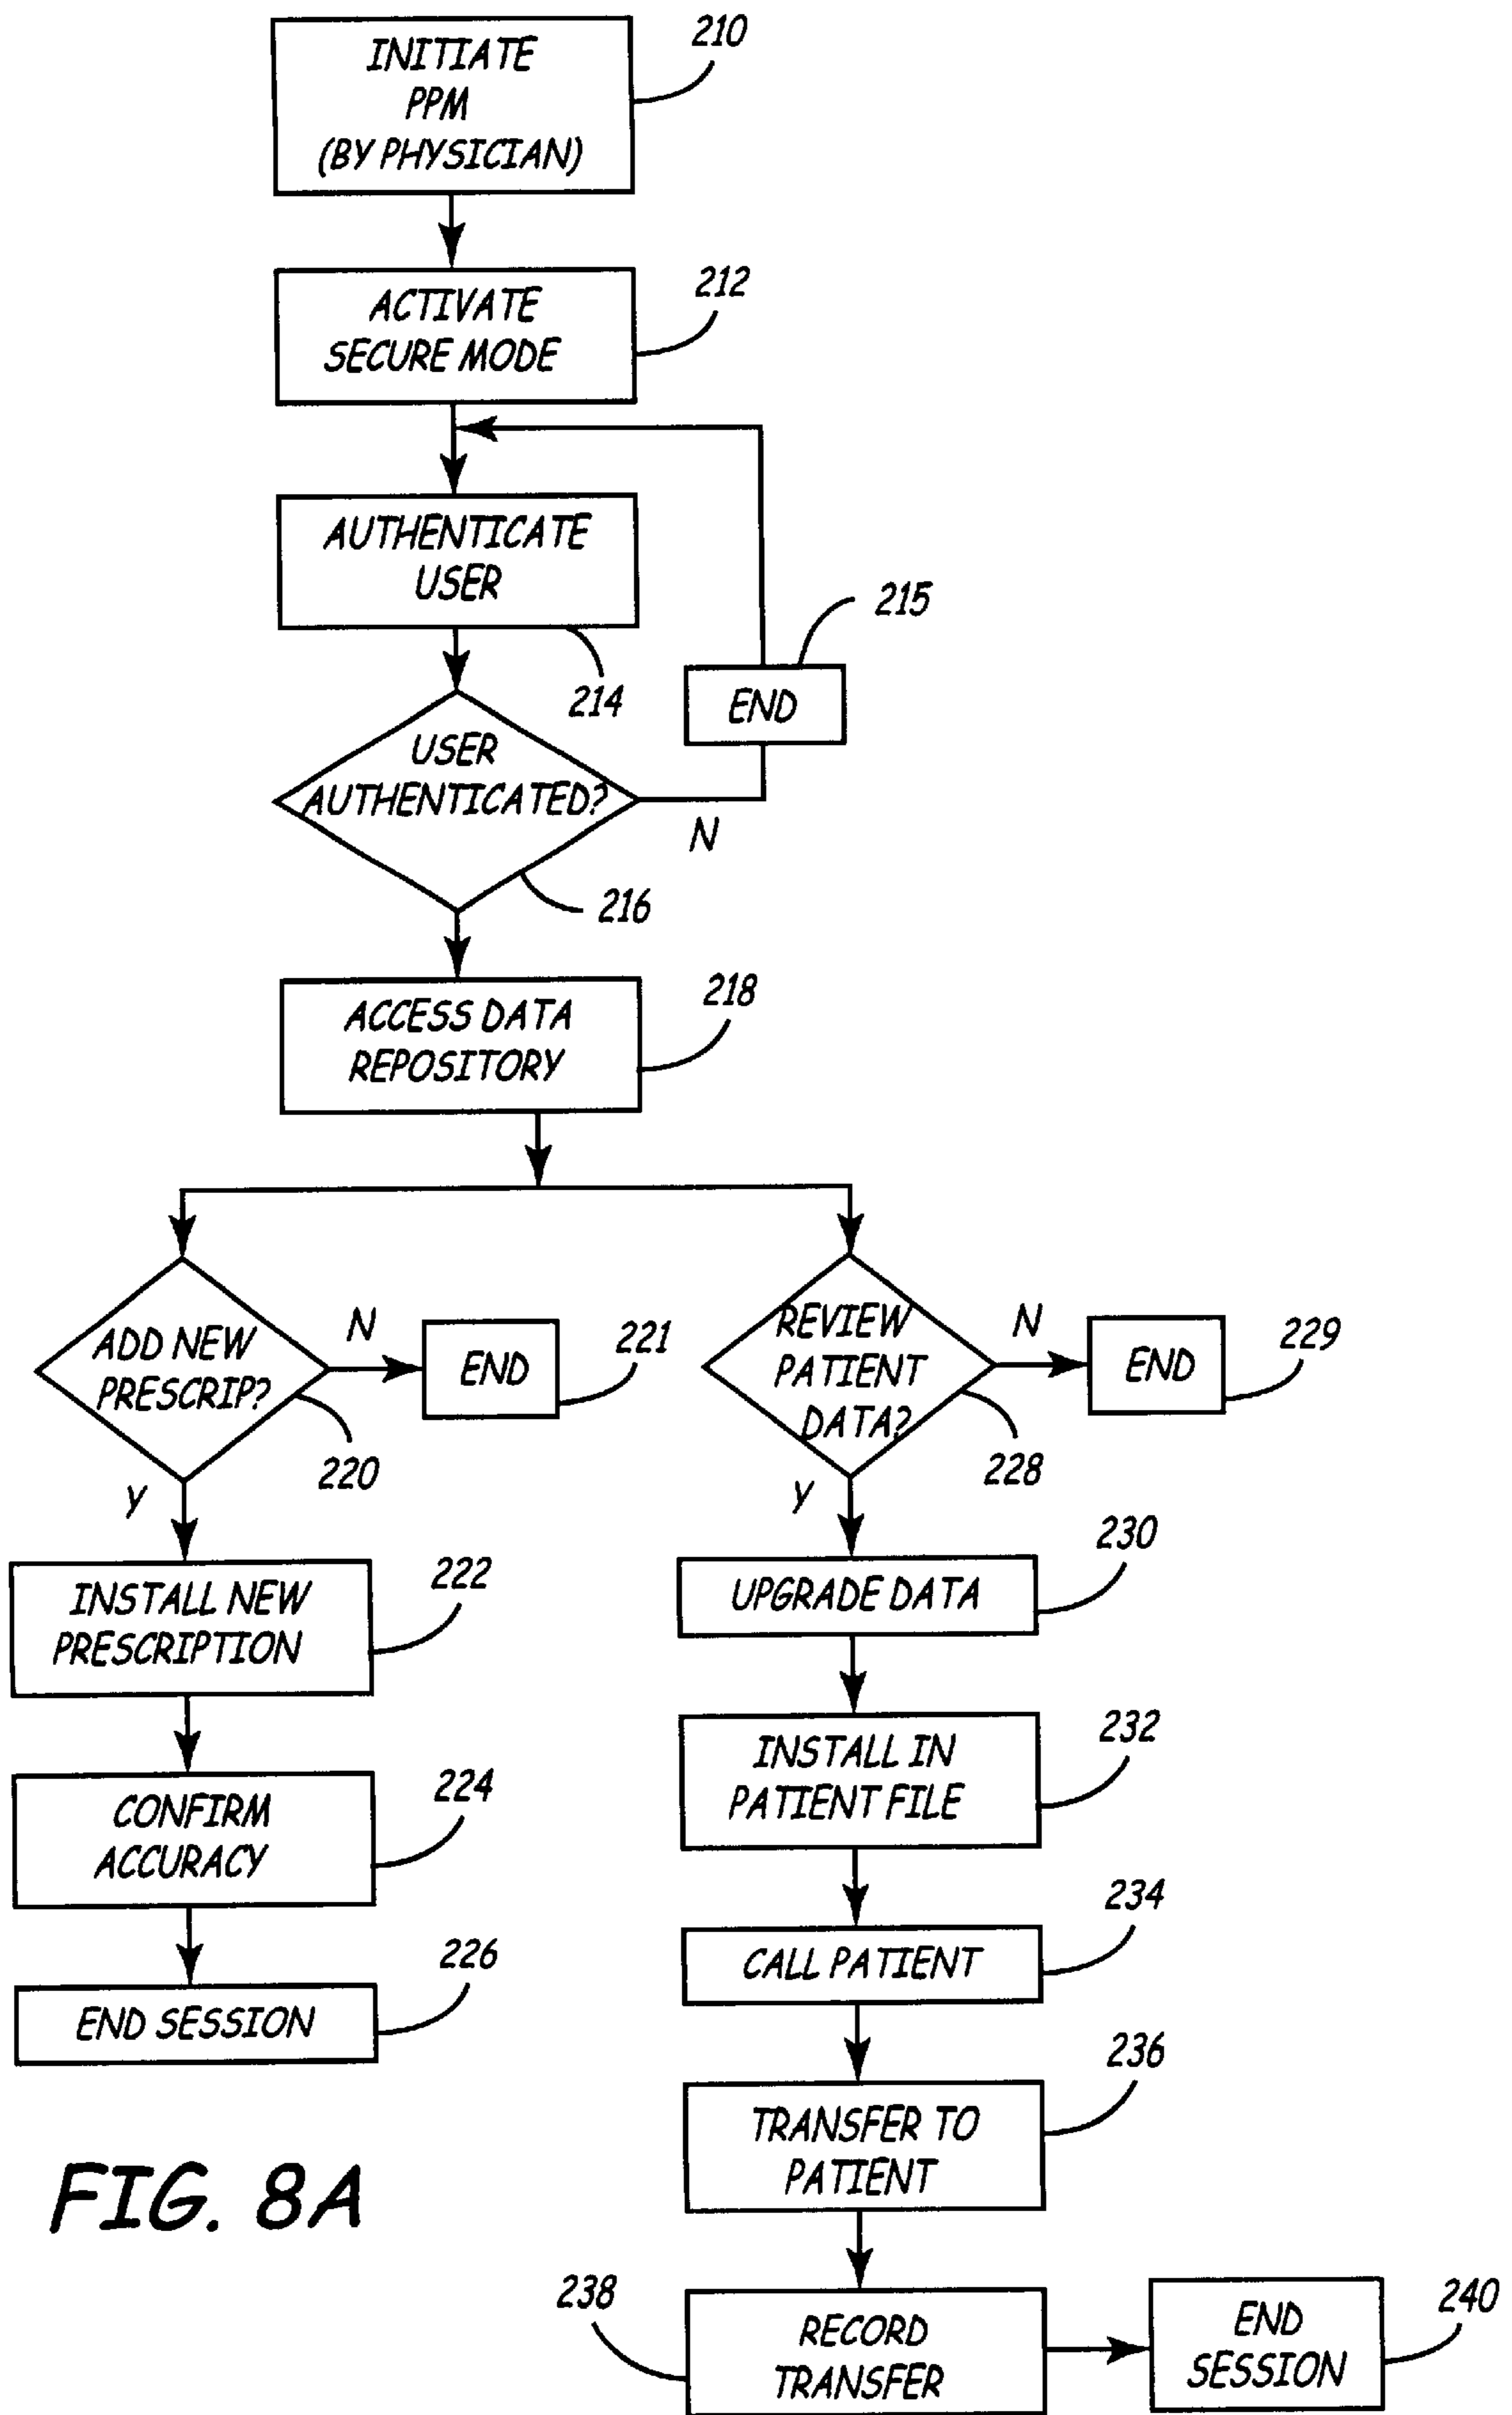 INITIATE
PPM
(BY PHYSICIAN)
210
ACTIVATE
SECURE MODE
212
AUTHENTICATE
USER
214
215
END
USER
AUTHENTICATED?
N
216
ACCESS DATA
REPOSITORY
218
ADD NEW
PRESCRIP?
N
END
221
220
Y
INSTALL NEW
PRESCRIPTION
222
CONFIRM
ACCURACY
224
END SESSION
226
REVIEW
PATIENT
DATA?
N
END
229
228
Y
UPGRADE DATA
230
INSTALL IN
PATIENT FILE
232
CALL PATIENT
234
TRANSFER TO
PATIENT
236
RECORD
TRANSFER
238
END
SESSION
240
FIG. 8A